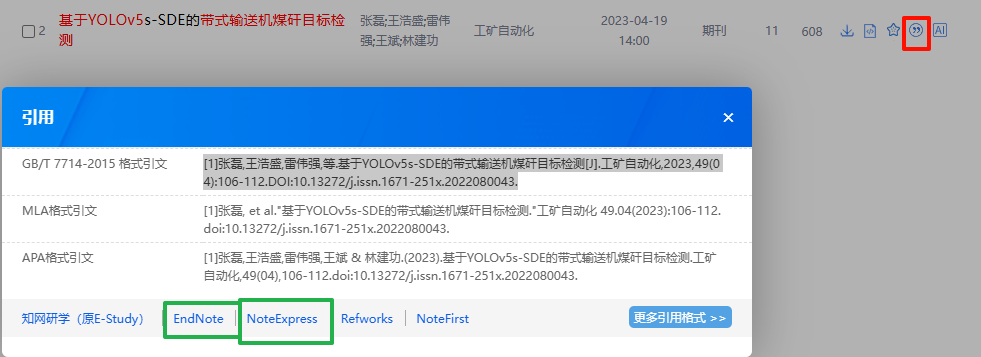 2 基于YOLOv5s-SDE的带式输送机煤矸目标检 张磊;王浩盛;雷伟 工矿自动化 2023-04-19 期刊 11 608 AI
测 强;王斌;林建功 14:00
引用
GB/T 7714-2015 格式引文 [1]张磊,王浩盛,雷伟强,等.基于YOLOv5s-SDE的带式输送机煤矸目标检测[J].工矿自动化,2023,49(0
4):106-112.DOI:10.13272/j.issn.1671-251x.2022080043.
MLA格式引文 [1]张磊, et al."基于YOLOv5s-SDE的带式输送机煤矸目标检测."工矿自动化 49.04(2023):106-112.
doi:10.13272/j.issn.1671-251x.2022080043.
APA格式引文 [1]张磊,王浩盛,雷伟强,王斌 & 林建功.(2023).基于YOLOv5s-SDE的带式输送机煤矸目标检测.工矿
自动化,49(04),106-112.doi:10.13272/j.issn.1671-251x.2022080043.
知网研学(原E-Study) EndNote NoteExpress Refworks NoteFirst 更多引用格式 >>